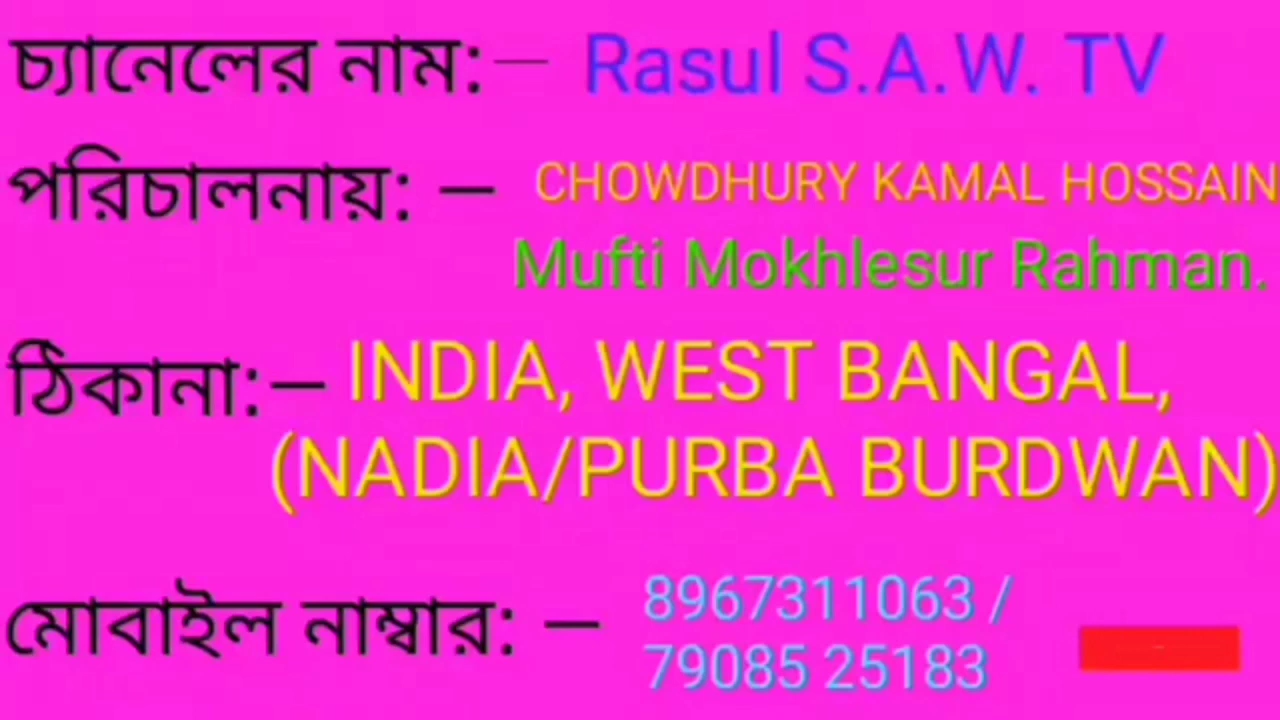 চ্যানেলের নাম:— Rasul S.A.W. TV
পরিচালনায়: — CHOWDHURY KAMAL HOSSAIN
Mufti Mokhlesur Rahman.
ঠিকানা:— INDIA, WEST BANGAL,
(NADIA/PURBA BURDWAN)
মোবাইল নাম্বার: — 8967311063 /
79085 25183